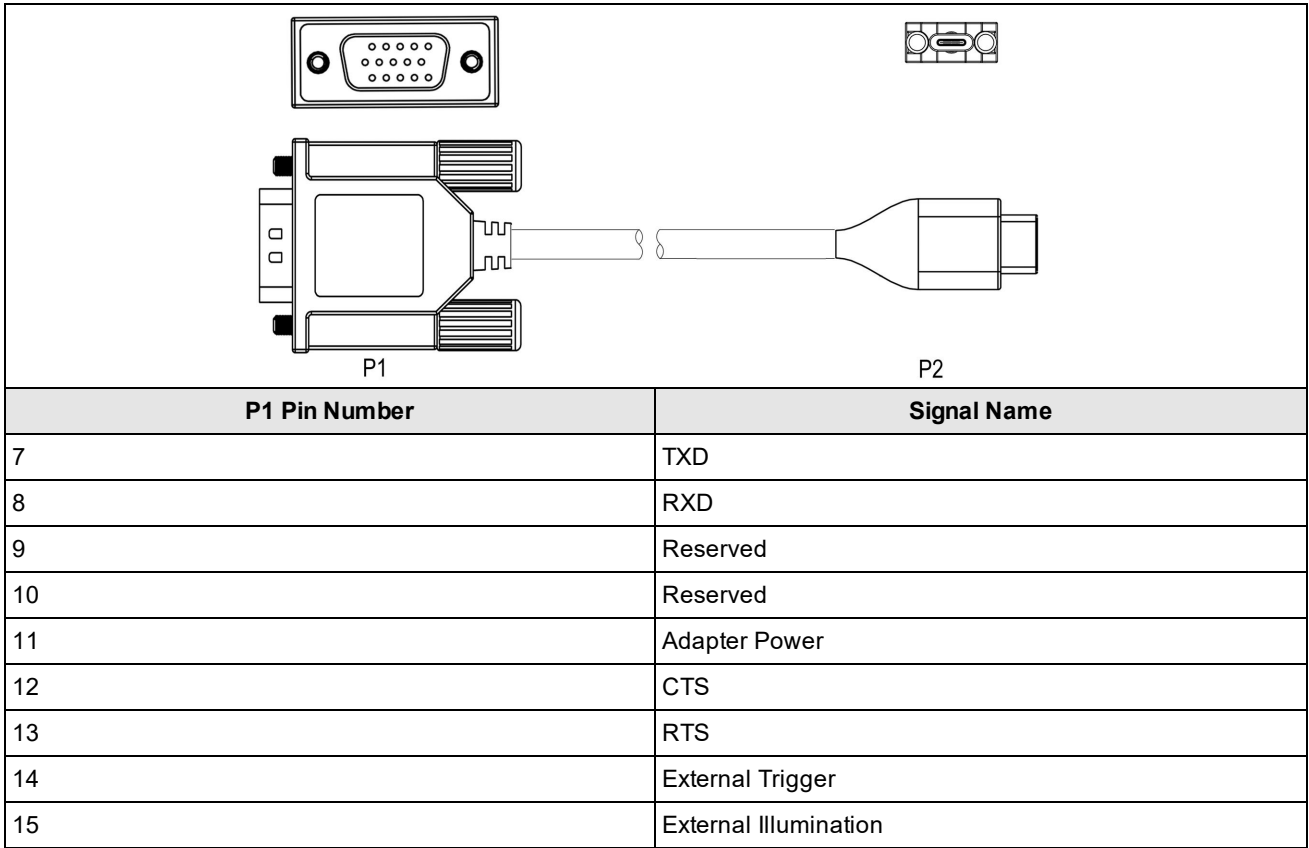 P1 P2
P1 Pin Number Signal Name
7 TXD
8 RXD
9 Reserved
10 Reserved
11 Adapter Power
12 CTS
13 RTS
14 External Trigger
15 External Illumination